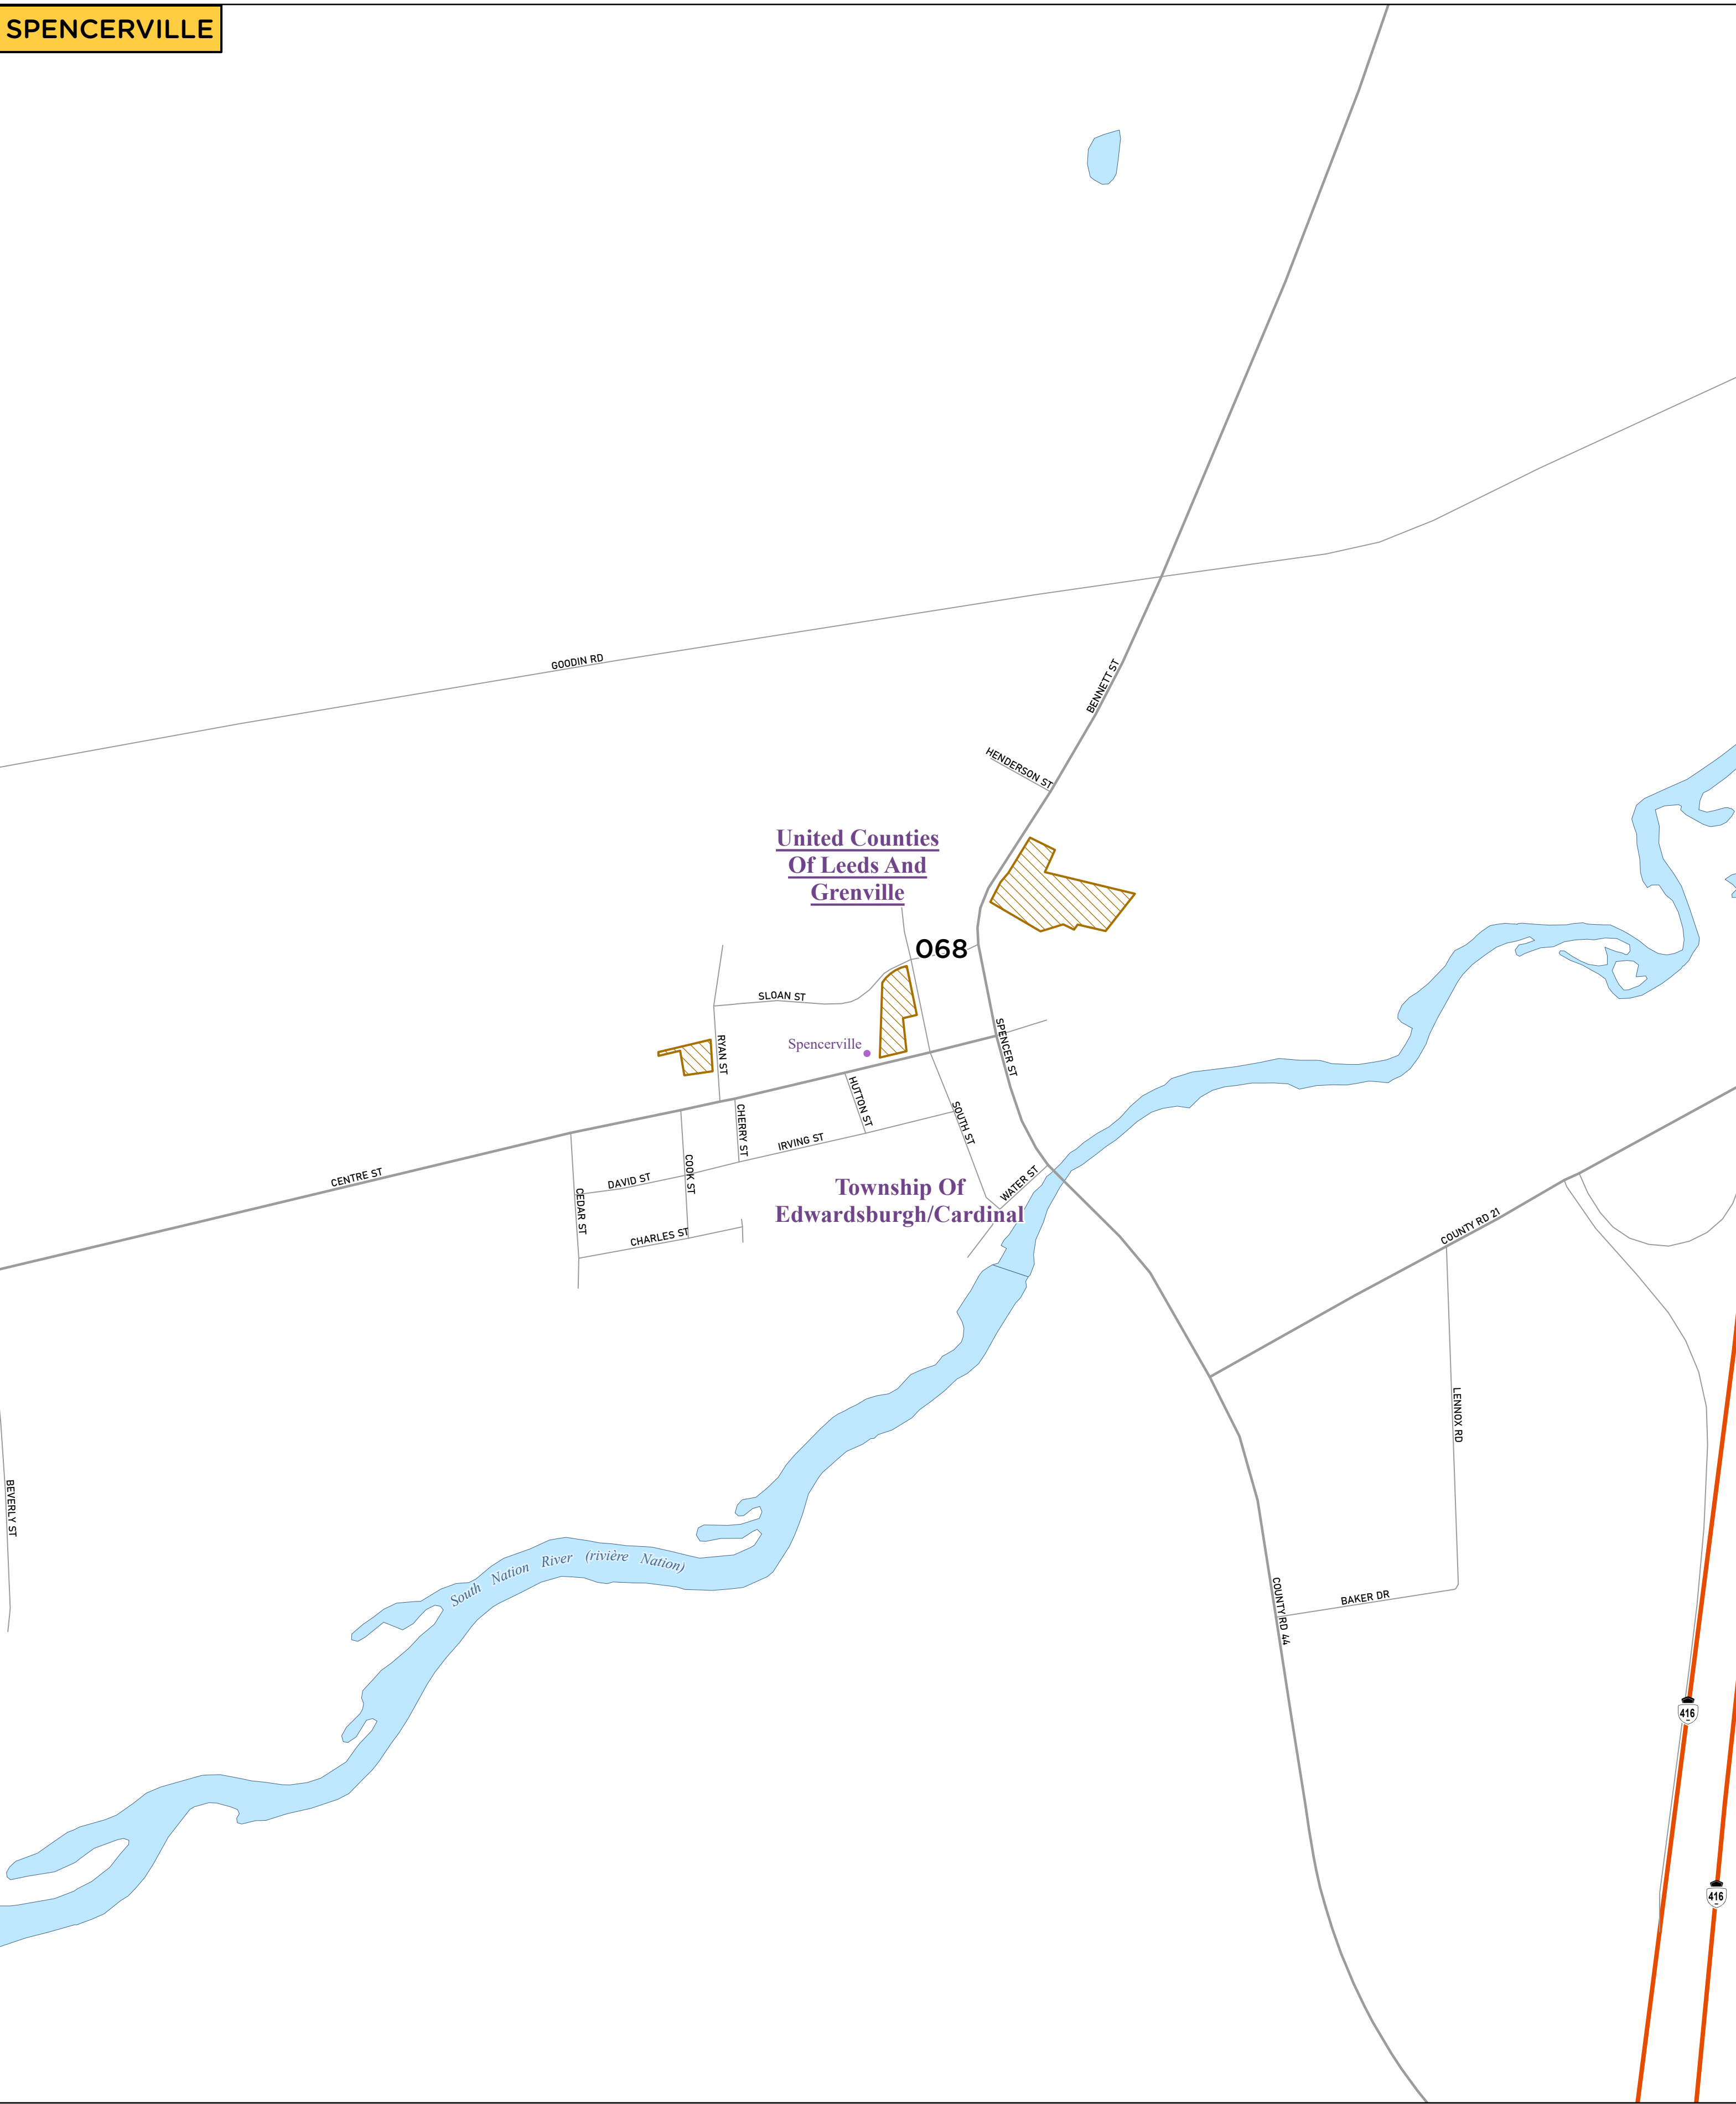 SPENCERVILLE
GOODIN RD
BENNETT ST
HENDERSON ST
United Counties
Of Leeds And
Grenville
068
SLOAN ST
RYAN ST
Spencerville
SPENCER ST
HUTTON ST
CHERRY ST
SOUTH ST
IRVING ST
COOK ST
DAVID ST
CENTRE ST
CEDAR ST
WATER ST
Township Of
Edwardsburgh/Cardinal
CHARLES ST
COUNTY RD 21
LENNOX RD
BEVERLY ST
South Nation River (rivière Nation)
BAKER DR
COUNTY RD 44
416
416